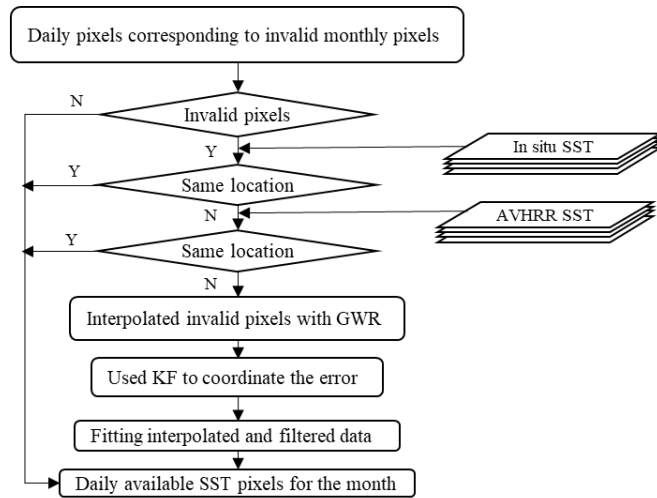 Daily pixels corresponding to invalid monthly pixels
N
Invalid pixels
Y
In situ SST
Y
Same location
N
AVHRR SST
Y
Same location
N
Interpolated invalid pixels with GWR
Used KF to coordinate the error
Fitting interpolated and filtered data
Daily available SST pixels for the month